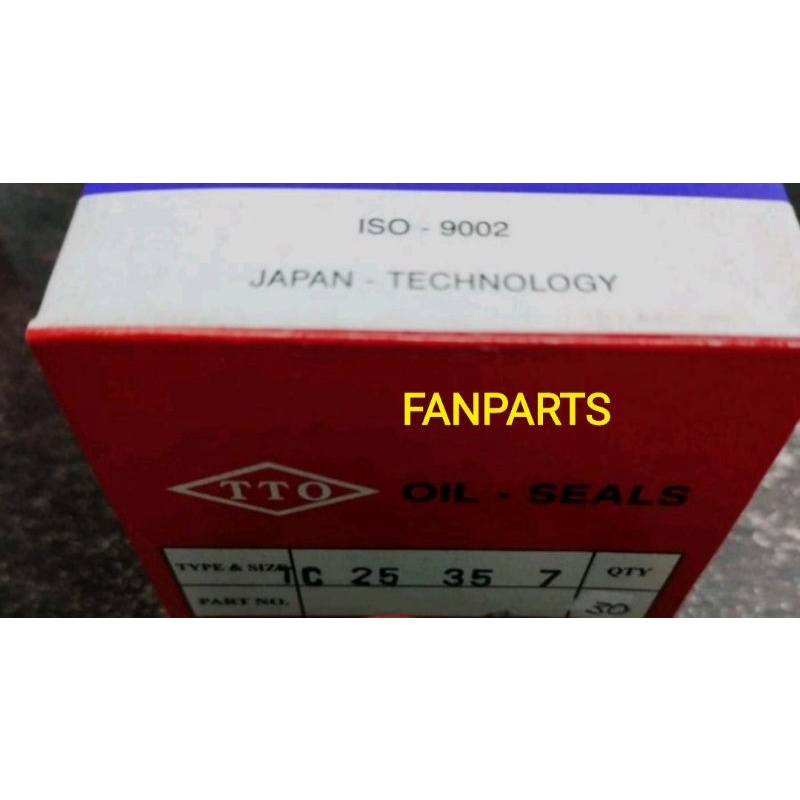 ISO - 9002
JAPAN - TECHNOLOGY
FANPARTS
TTO OIL - SEALS
TYPE & SIZE TC 25 35 7 QTY
PART NO. 30